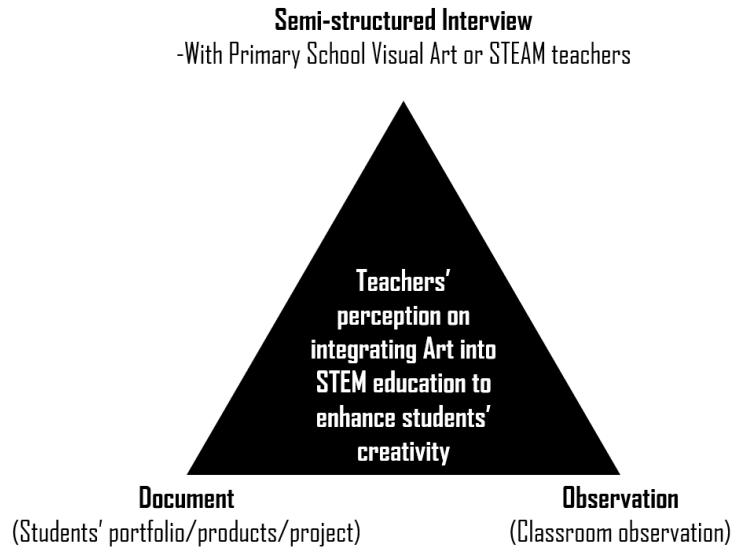 Semi-structured Interview
-With Primary School Visual Art or STEAM teachers
Teachers’
perception on
integrating Art into
STEM education to
enhance students’
creativity
Document
(Students’ portfolio/products/project)
Observation
(Classroom observation)